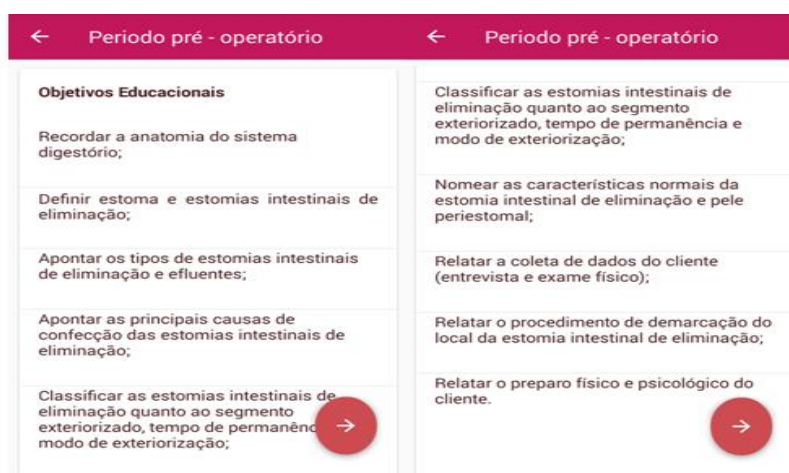 Periodo pré - operatório
Objetivos Educacionais
Recordar a anatomia do sistema
digestório;
Definir estoma e estomias intestinais de
eliminação;
Apontar os tipos de estomias intestinais
de eliminação e efluentes;
Apontar as principais causas de
confecção das estomias intestinais de
eliminação;
Classificar as estomias intestinais de
eliminação quanto ao segmento
exteriorizado, tempo de
modo de exteriorização;
Periodo pré - operatório
Classificar as estomias intestinais de
eliminação quanto ao segmento
exteriorizado, tempo de permanência e
modo de exteriorização;
Nomear as características normais da
estomia intestinal de eliminação e pele
periestomal;
Relatar a coleta de dados do cliente
(entrevista e exame físico);
Relatar o procedimento de demarcação do
local da estomia intestinal de eliminação;
Relatar o preparo físico e psicológico do
cliente.